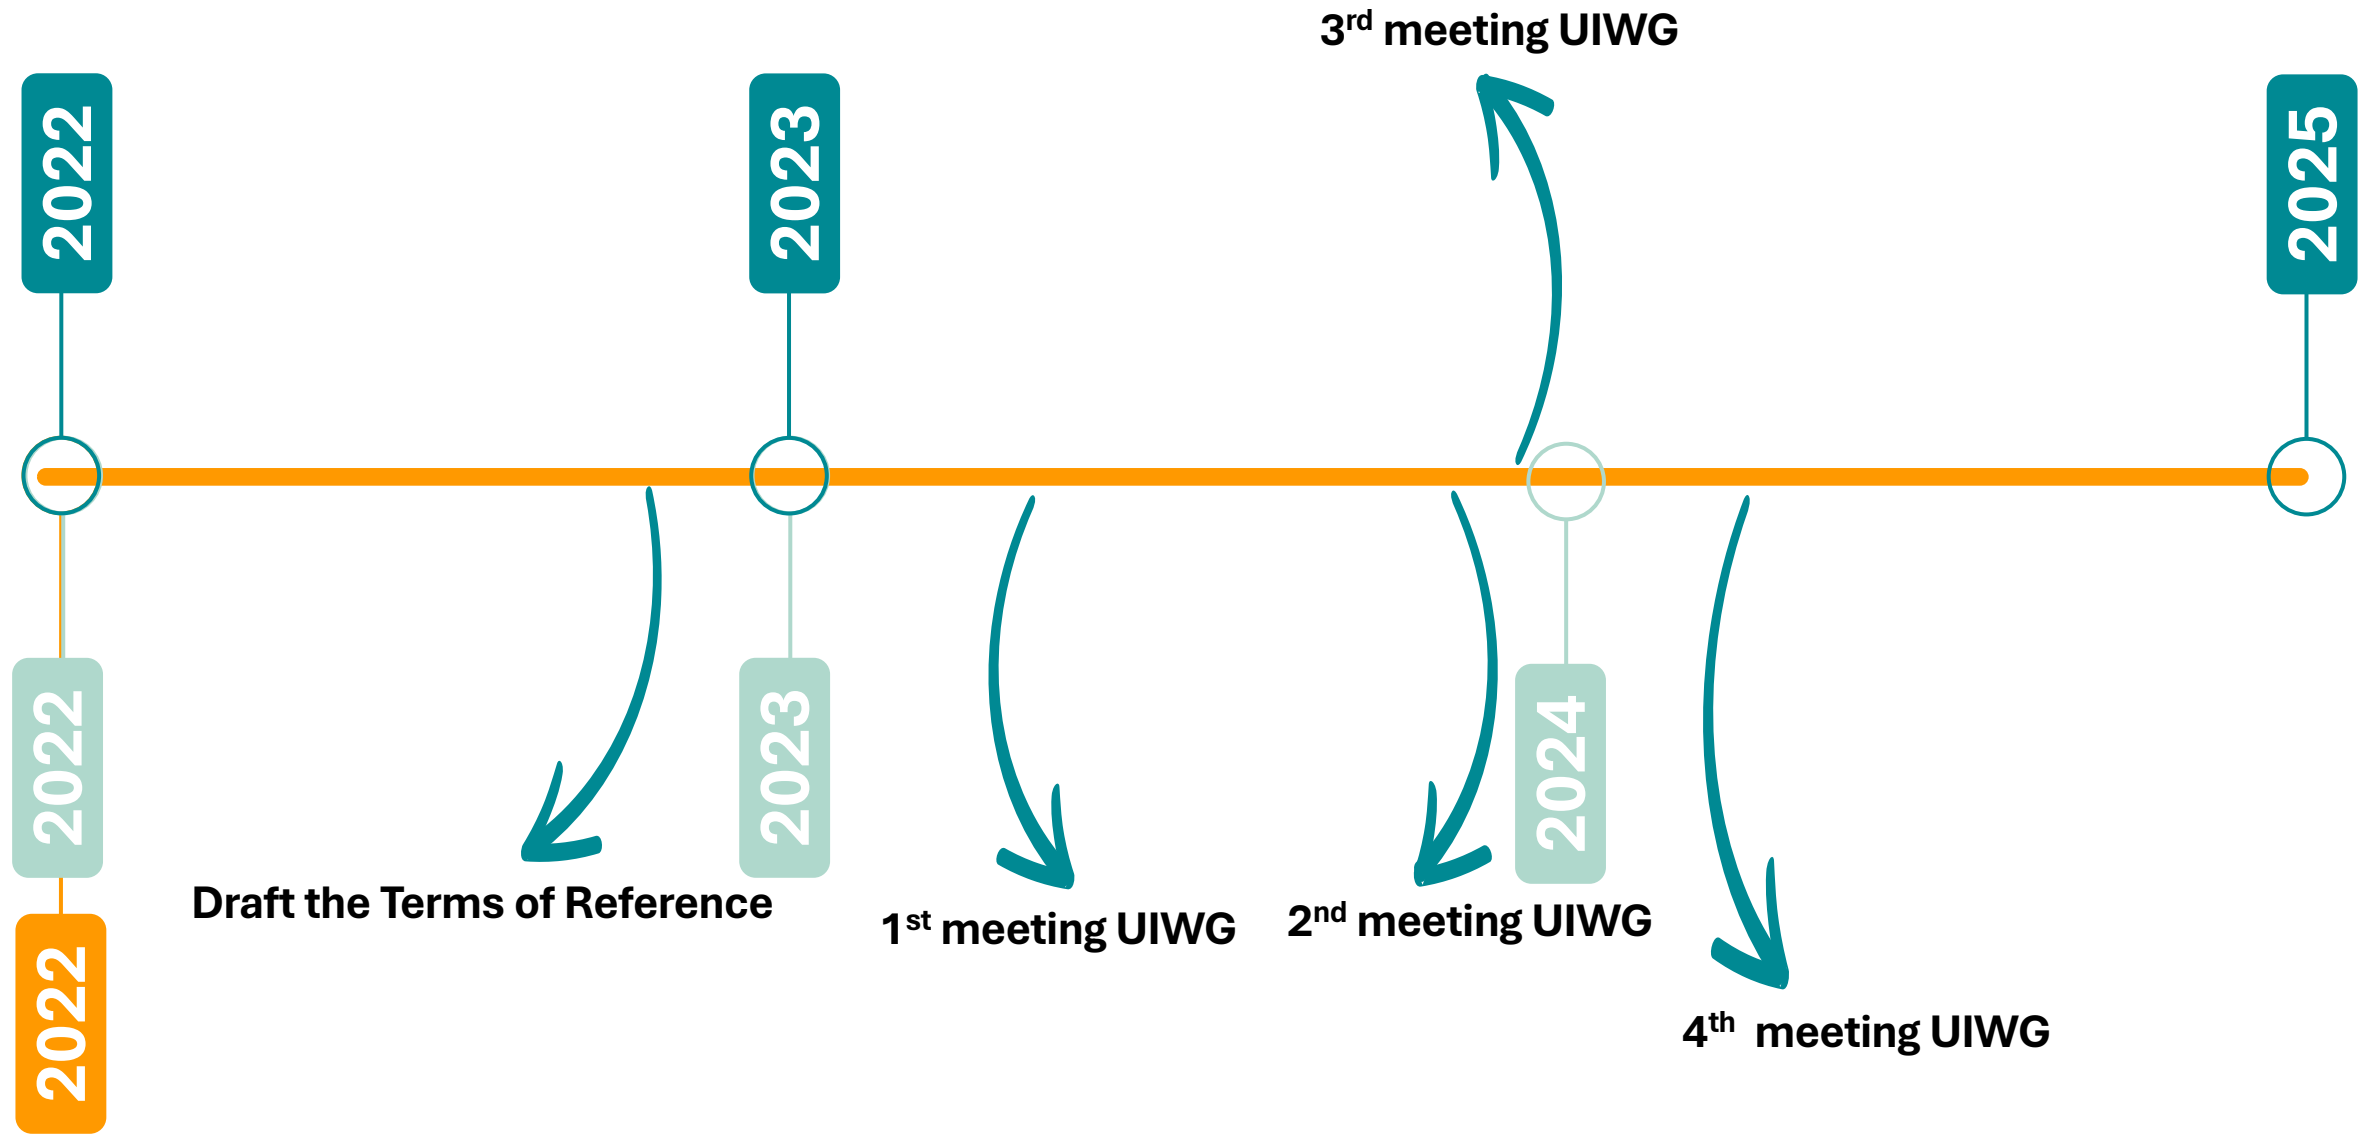 3rd meeting UIWG
2022
2023
2025
2022
2023
2024
Draft the Terms of Reference
1st meeting UIWG
2nd meeting UIWG
2022
4th meeting UIWG